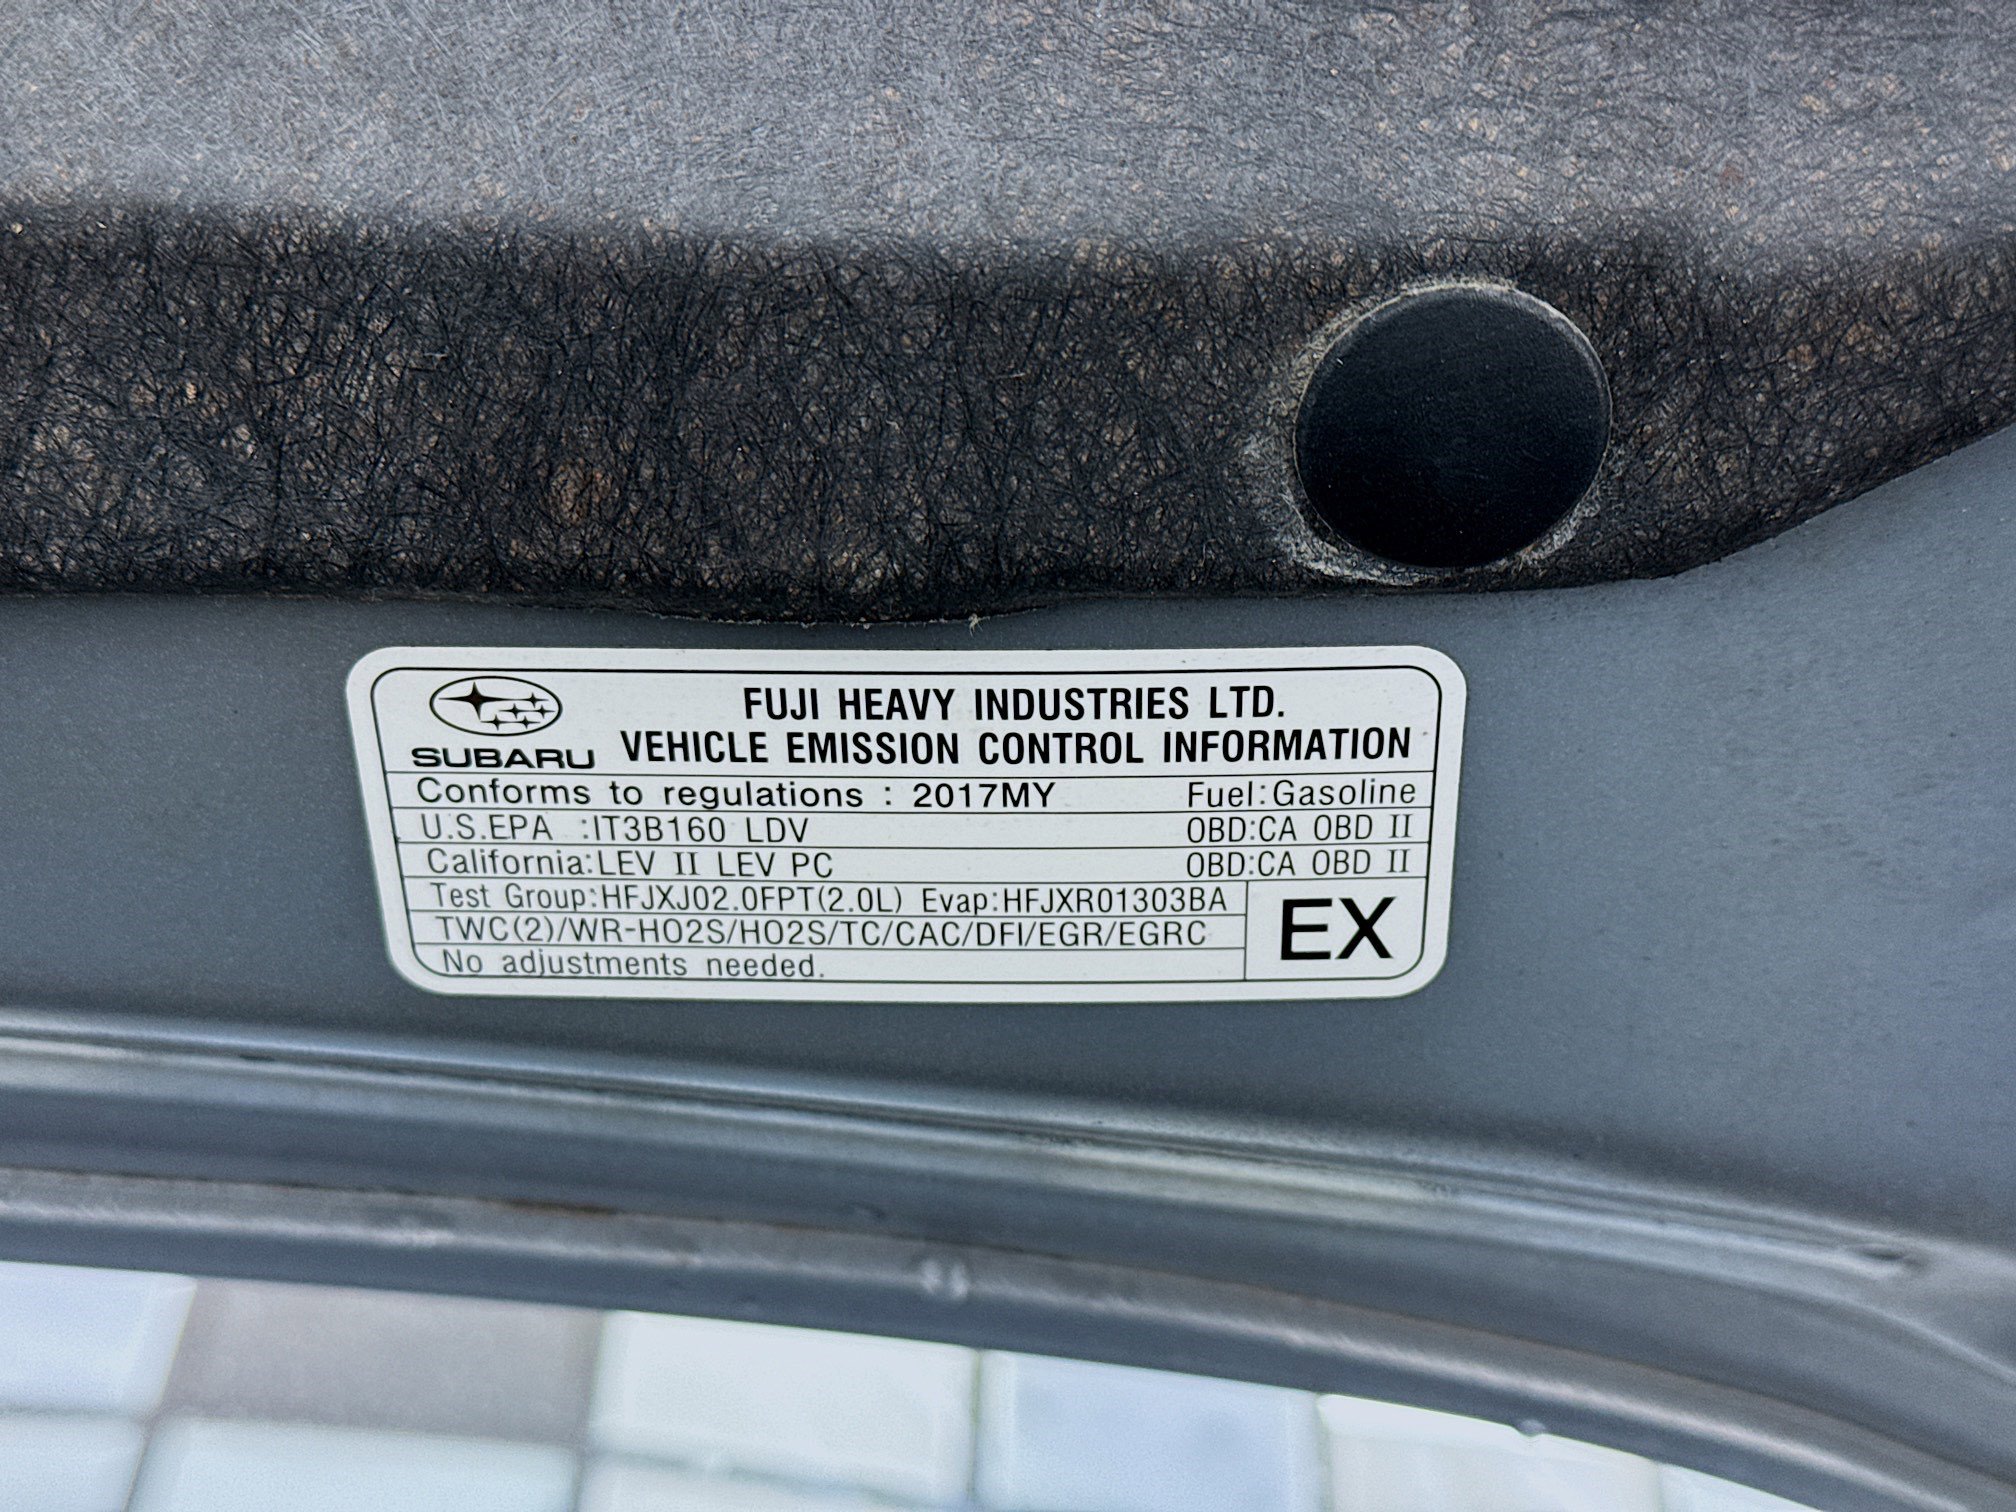 FUJI HEAVY INDUSTRIES LTD.
SUBARU VEHICLE EMISSION CONTROL INFORMATION
Conforms to regulations : 2017MY Fuel:Gasoline
U.S.EPA :IT3B160 LDV OBD:CA OBD II
California:LEV II LEV PC OBD:CA OBD II
Test Group:HFJXJ02.0FPT(2.0L) Evap:HFJXR01303BA
TWC(2)/WR-HO2S/HO2S/TC/CAC/DFI/EGR/EGRC
No adjustments needed.
EX